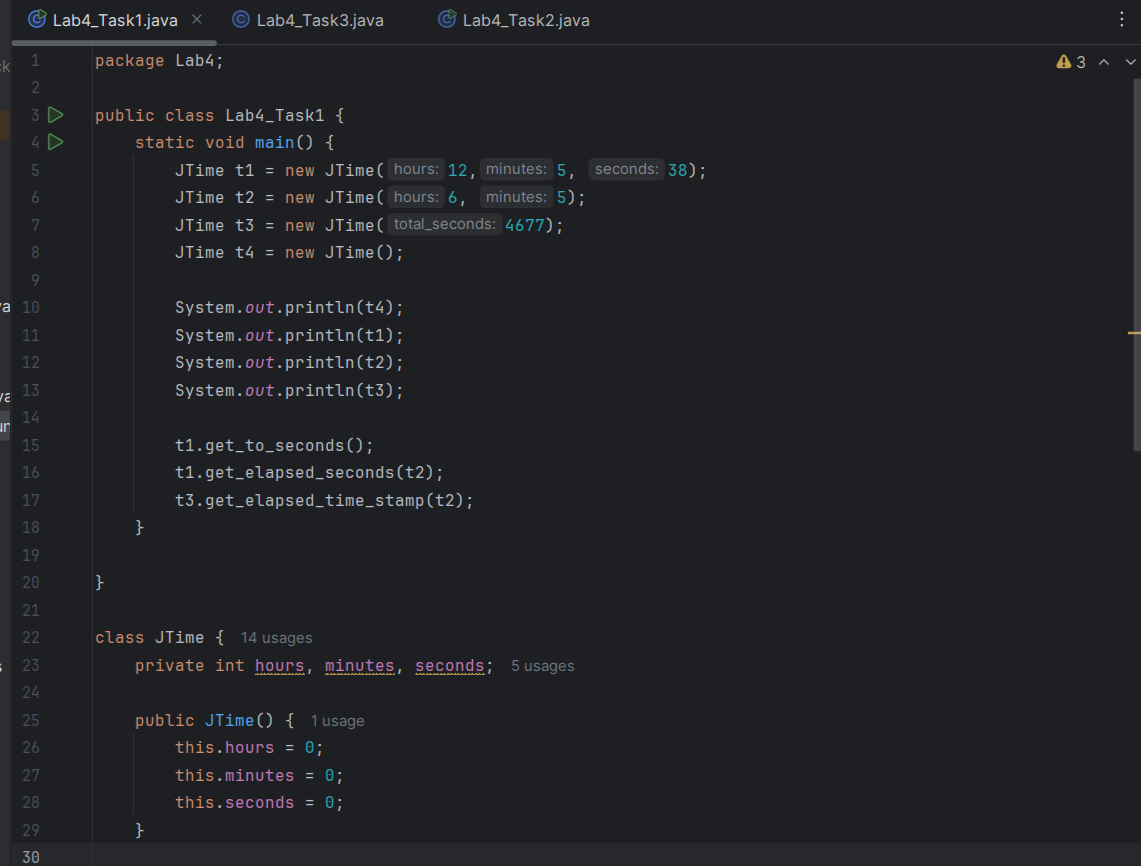 Lab4_Task1.java Lab4_Task3.java Lab4_Task2.java
1 package Lab4; 3
2
3 public class Lab4_Task1 {
4 static void main() {
5 JTime t1 = new JTime( hours: 12, minutes: 5, seconds: 38);
6 JTime t2 = new JTime( hours: 6, minutes: 5);
7 JTime t3 = new JTime( total_seconds: 4677);
8 JTime t4 = new JTime();
9
10 System.out.println(t4);
11 System.out.println(t1);
12 System.out.println(t2);
13 System.out.println(t3);
14
15 t1.get_to_seconds();
16 t1.get_elapsed_seconds(t2);
17 t3.get_elapsed_time_stamp(t2);
18 }
19
20 }
21
22 class JTime { 14 usages
23 private int hours, minutes, seconds; 5 usages
24
25 public JTime() { 1 usage
26 this.hours = 0;
27 this.minutes = 0;
28 this.seconds = 0;
29 }
30